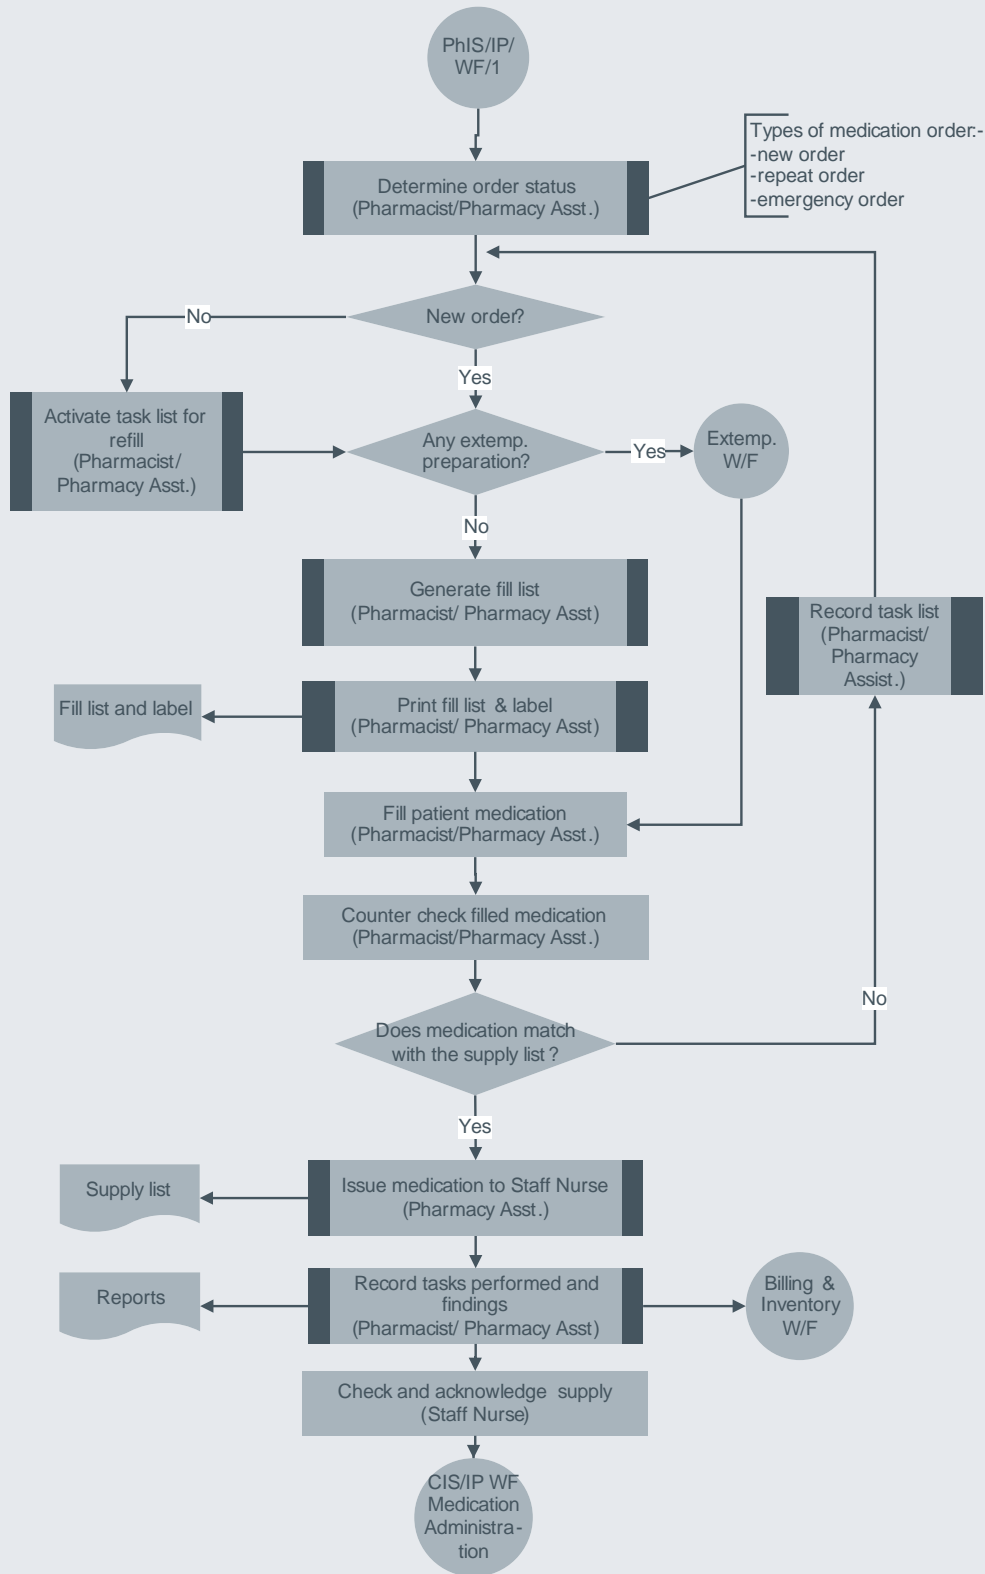 PhIS/IP/
WF/1
Types of medication order:-
-new order
-repeat order
-emergency order
Determine order status
(Pharmacist/Pharmacy Asst.)
New order?
No
Yes
Activate task list for
refill
(Pharmacist/
Pharmacy Asst.)
Any extemp.
preparation?
Yes
Extemp.
W/F
No
Generate fill list
(Pharmacist/ Pharmacy Asst)
Record task list
(Pharmacist/
Pharmacy
Assist.)
Fill list and label
Print fill list & label
(Pharmacist/ Pharmacy Asst)
Fill patient medication
(Pharmacist/Pharmacy Asst.)
Counter check filled medication
(Pharmacist/Pharmacy Asst.)
No
Does medication match
with the supply list?
Yes
Supply list
Issue medication to Staff Nurse
(Pharmacy Asst.)
Reports
Record tasks performed and
findings
(Pharmacist/ Pharmacy Asst)
Billing &
Inventory
W/F
Check and acknowledge supply
(Staff Nurse)
CIS/IP WF
Medication
Administra-
tion